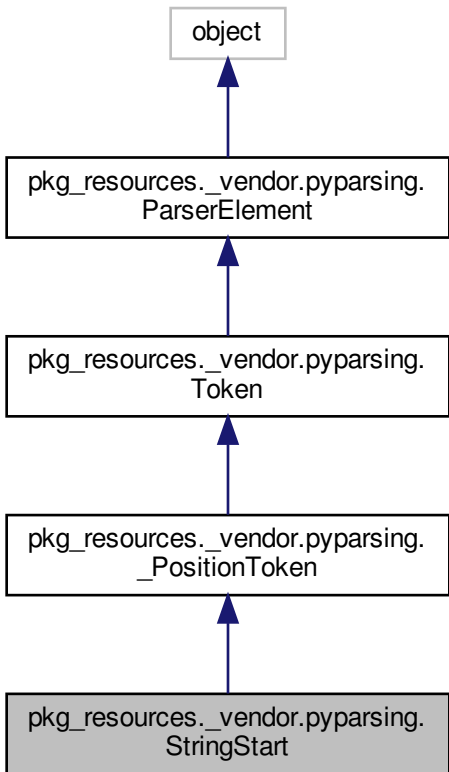 object
pkg_resources._vendor.pyparsing.
ParserElement
pkg_resources._vendor.pyparsing.
Token
pkg_resources._vendor.pyparsing.
_PositionToken
pkg_resources._vendor.pyparsing.
StringStart